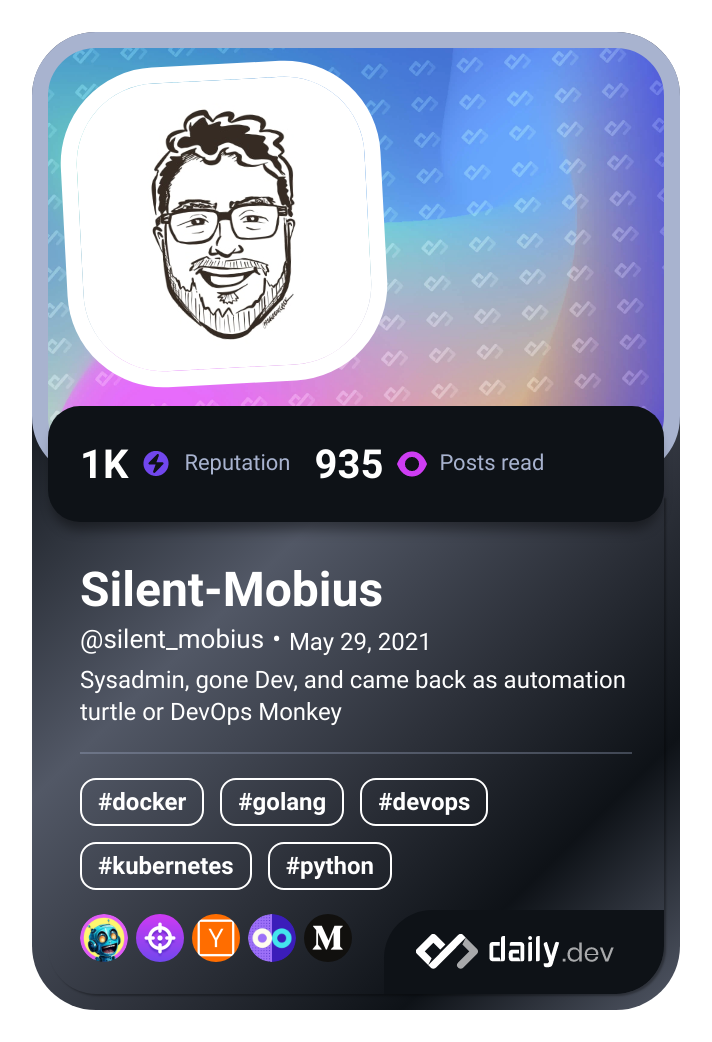 1K Reputation 935 Posts read
Silent-Mobius
@silent_mobius • May 29, 2021
Sysadmin, gone Dev, and came back as automation
turtle or DevOps Monkey
#docker #golang #devops
#kubernetes #python
Y M daily.dev